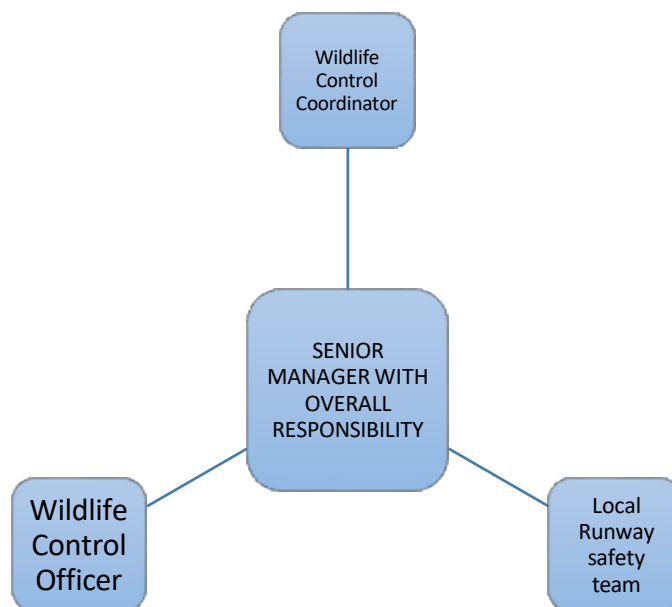 Wildlife
Control
Coordinator
SENIOR
MANAGER WITH
OVERALL
RESPONSIBILITY
Wildlife
Control
Officer
Local
Runway
safety
team